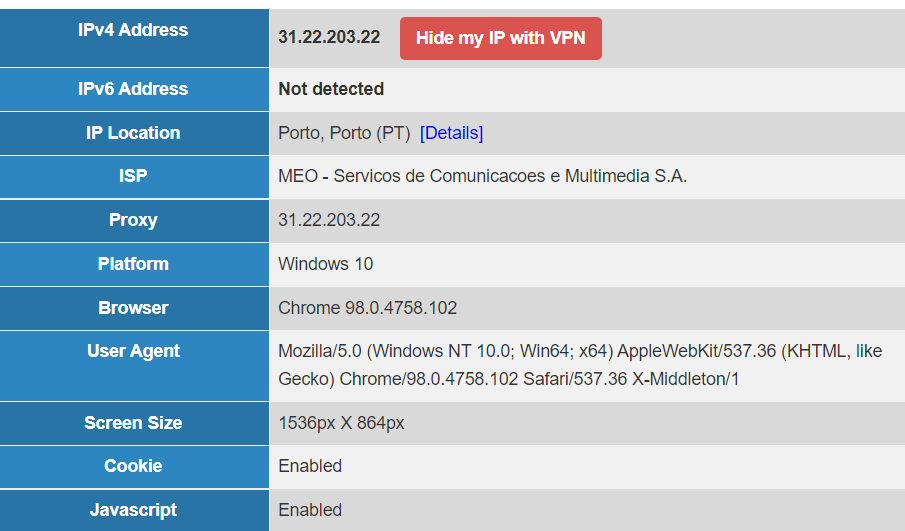 IPv4 Address 31.22.203.22 Hide my IP with VPN
IPv6 Address Not detected
IP Location Porto, Porto (PT) [Details]
ISP MEO - Servicos de Comunicacoes e Multimedia S.A.
Proxy 31.22.203.22
Platform Windows 10
Browser Chrome 98.0.4758.102
User Agent Mozilla/5.0 (Windows NT 10.0; Win64; x64) AppleWebKit/537.36 (KHTML, like
Gecko) Chrome/98.0.4758.102 Safari/537.36 X-Middleton/1
Screen Size 1536px X 864px
Cookie Enabled
Javascript Enabled